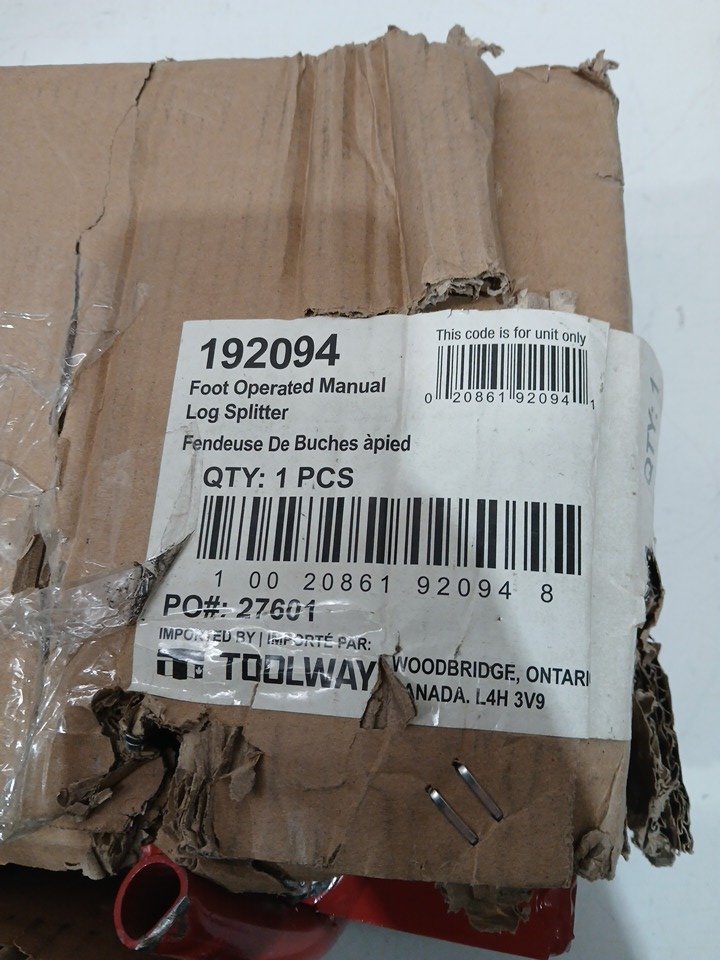 192094
This code is for unit only
Foot Operated Manual
Log Splitter
0 20861 92094 1
Fendeuse De Buches àpied
QTY: 1 PCS
QTY: 1
1 00 20861 92094 8
PO#: 27601
IMPORTED BY | IMPORTÉ PAR:
TOOLWAY
WOODBRIDGE, ONTARI
ANADA. L4H 3V9